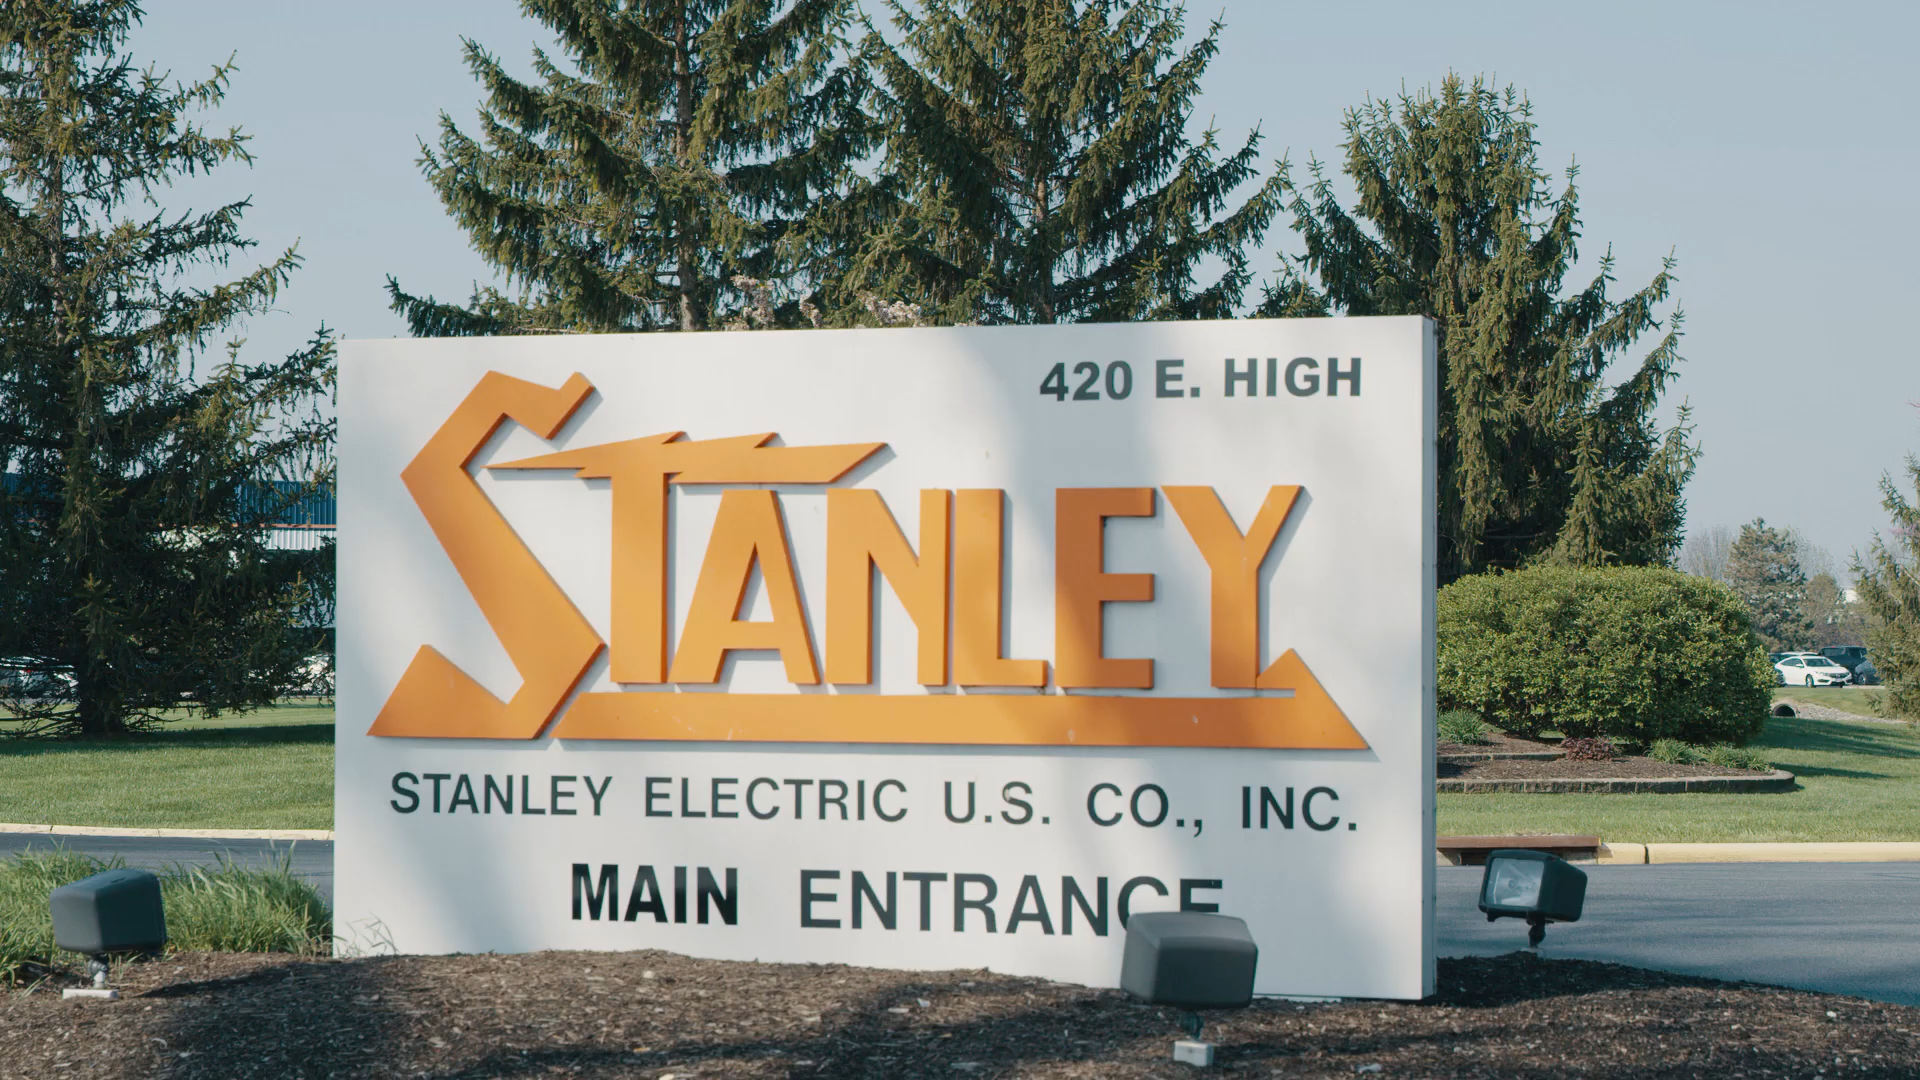 420 E. HIGH
STANLEY
STANLEY ELECTRIC U.S. CO., INC.
MAIN ENTRANCE